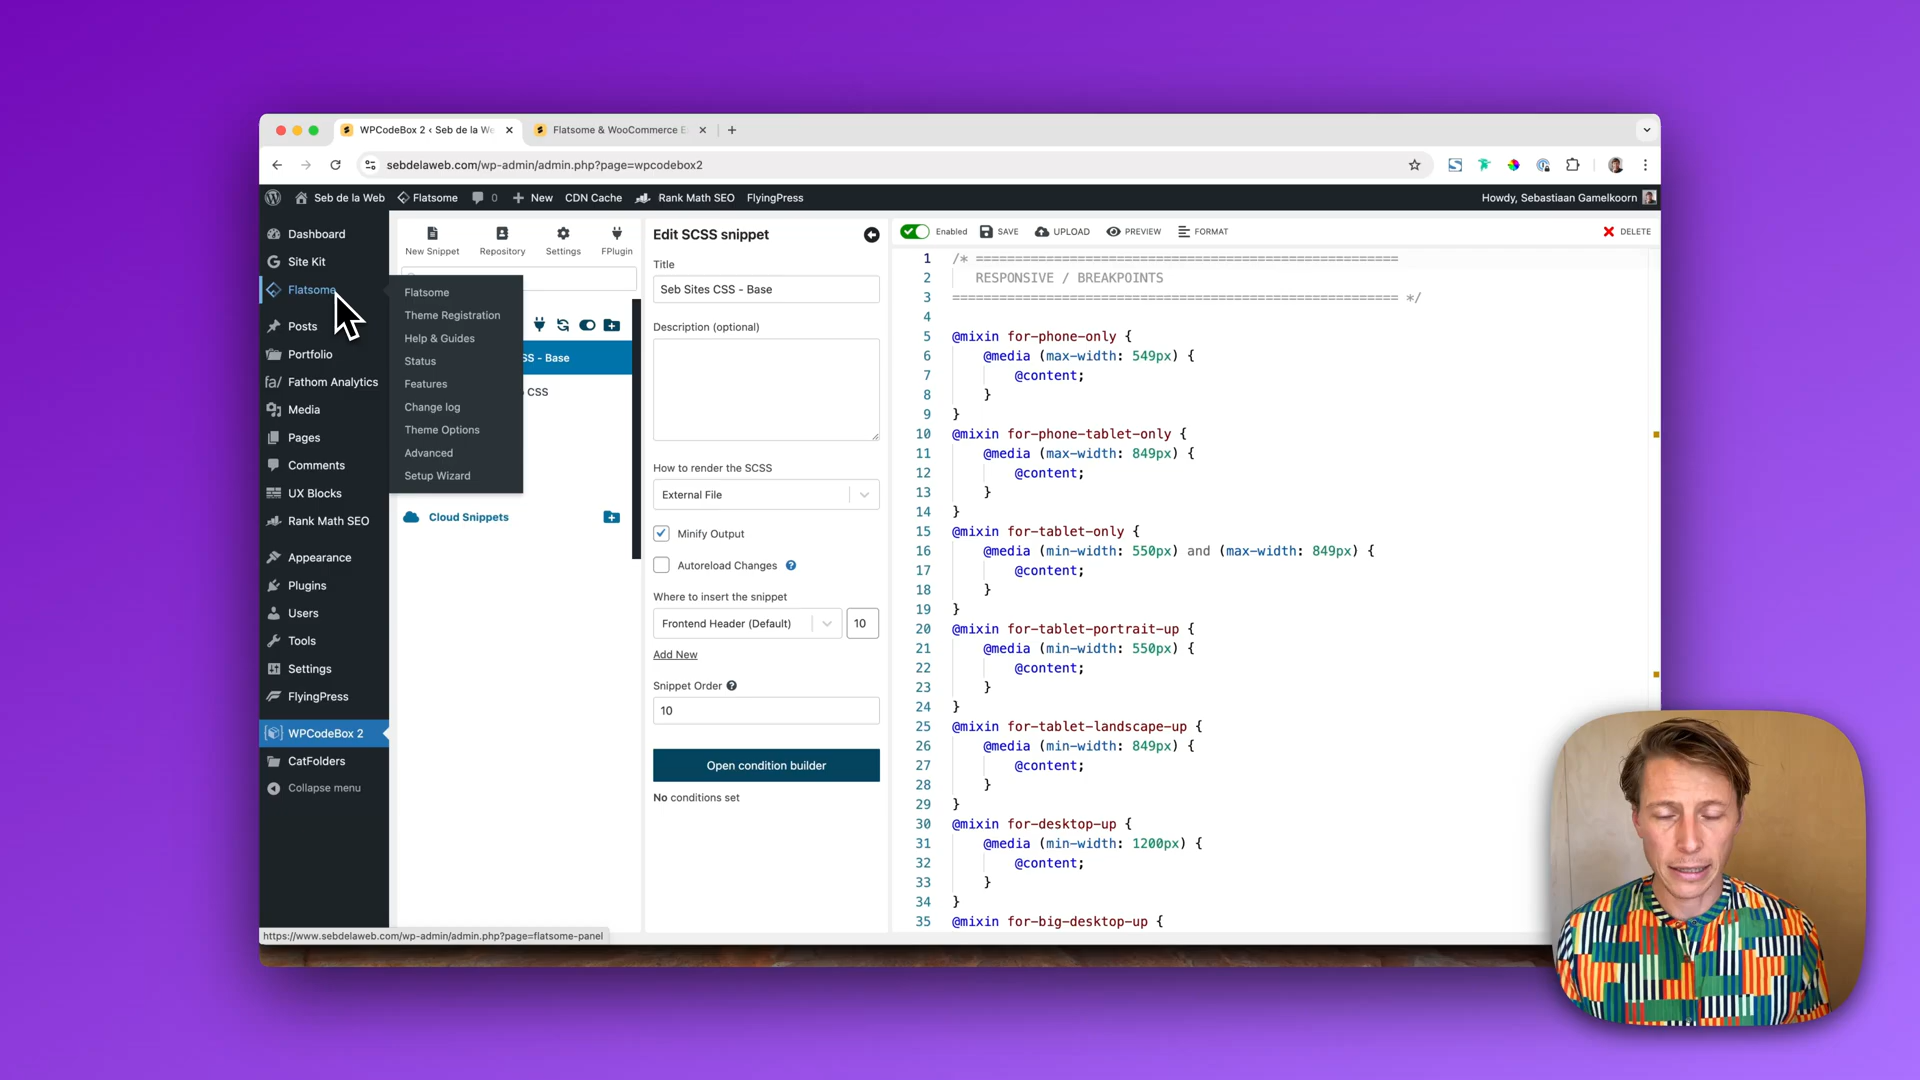 WPCodeBox 2 ‹ Seb de la We
Flatsome & WooCommerce E
sebdelaweb.com/wp-admin/admin.php?page=wpcodebox2
Seb de la Web
Flatsome
0
New
CDN Cache
Rank Math SEO
FlyingPress
Howdy, Sebastiaan Gamelkoorn
Dashboard
Site Kit
Flatsome
Posts
Portfolio
fa/ Fathom Analytics
Media
Pages
Comments
UX Blocks
Rank Math SEO
Appearance
Plugins
Users
Tools
Settings
FlyingPress
WPCodeBox 2
CatFolders
Collapse menu
Flatsome
Theme Registration
Help & Guides
Status
Features
Change log
Theme Options
Advanced
Setup Wizard
New Snippet
Repository
Settings
FPlugin
SS - Base
CSS
Cloud Snippets
Edit SCSS snippet
Title
Seb Sites CSS - Base
Description (optional)
How to render the SCSS
External File
Minify Output
Autoreload Changes ?
Where to insert the snippet
Frontend Header (Default)
10
Add New
Snippet Order ?
10
Open condition builder
No conditions set
Enabled
SAVE
UPLOAD
PREVIEW
FORMAT
DELETE
1 /* ======================================================
2 RESPONSIVE / BREAKPOINTS
3 ========================================================= */
4
5 @mixin for-phone-only {
6 @media (max-width: 549px) {
7 @content;
8 }
9 }
10 @mixin for-phone-tablet-only {
11 @media (max-width: 849px) {
12 @content;
13 }
14 }
15 @mixin for-tablet-only {
16 @media (min-width: 550px) and (max-width: 849px) {
17 @content;
18 }
19 }
20 @mixin for-tablet-portrait-up {
21 @media (min-width: 550px) {
22 @content;
23 }
24 }
25 @mixin for-tablet-landscape-up {
26 @media (min-width: 849px) {
27 @content;
28 }
29 }
30 @mixin for-desktop-up {
31 @media (min-width: 1200px) {
32 @content;
33 }
34 }
35 @mixin for-big-desktop-up {
https://www.sebdelaweb.com/wp-admin/admin.php?page=flatsome-panel